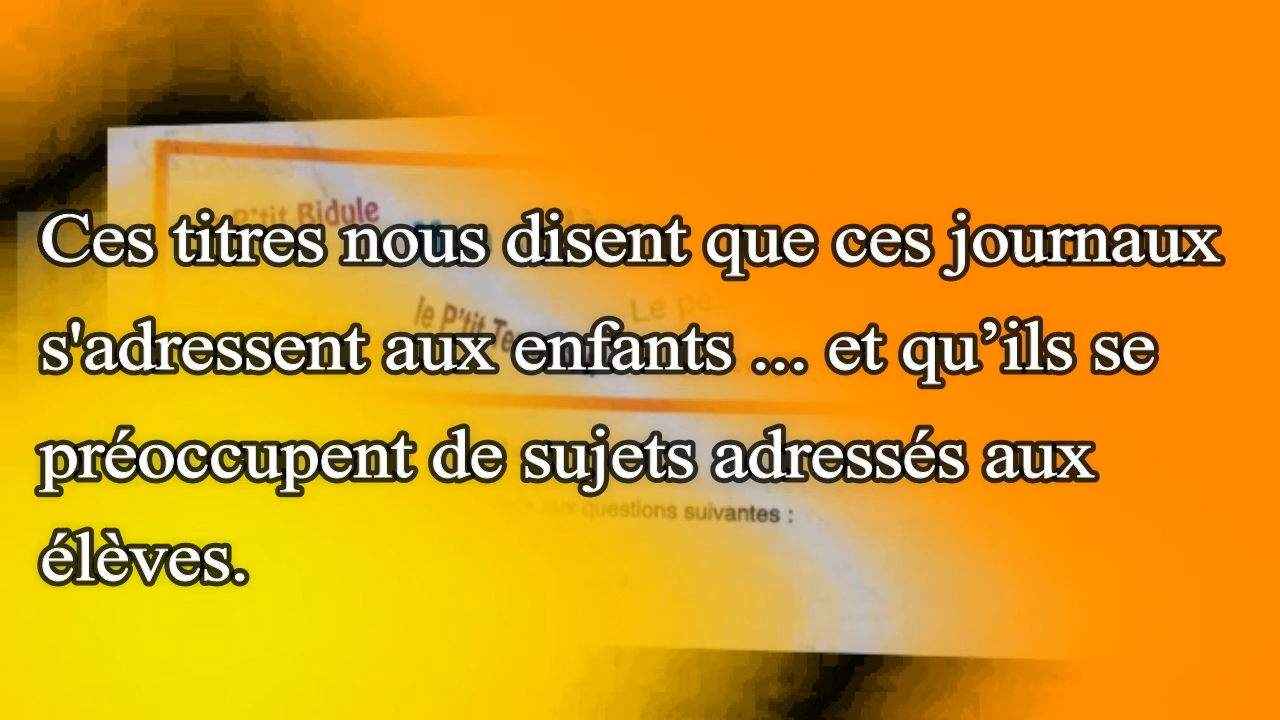 P'tit Bidule
Ces titres nous disent que ces journaux
le P'tit
Le
s'adressent aux enfants ... et qu’ils se
préoccupent de sujets adressés aux
aux questions suivantes :
élèves.